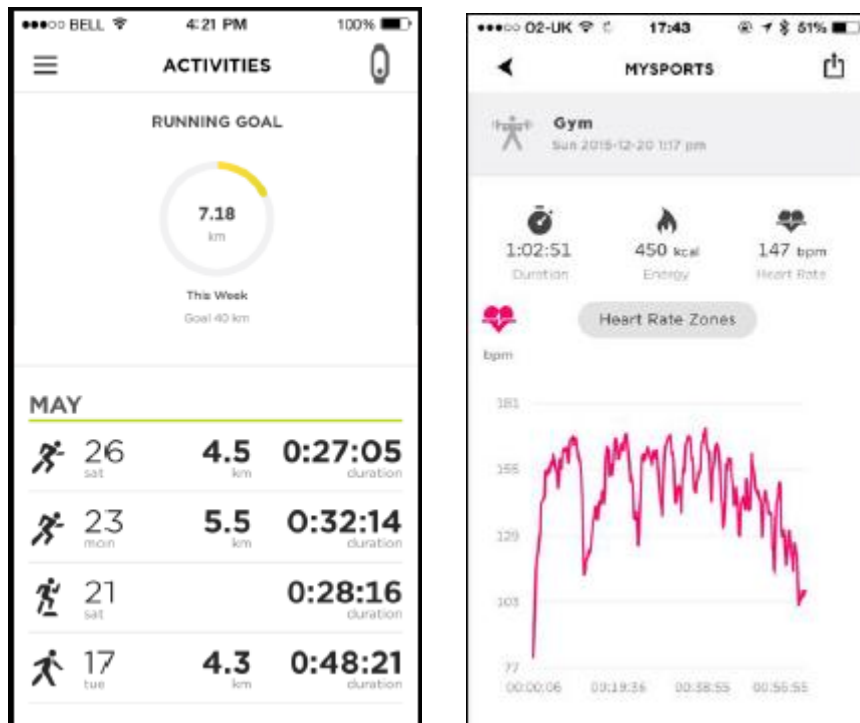 BELL 4:21 PM 100%
ACTIVITIES
RUNNING GOAL
7.18
km
This Week
Goal 40 km
MAY
26 4.5 0:27:05
sat km duration
23 5.5 0:32:14
mon km duration
21 0:28:16
sat duration
17 4.3 0:48:21
tue km duration
O2-UK 17:43 51%
MYSPORTS
Gym
Sun 2015-12-20 1:17 pm
1:02:51 450 kcal 147 bpm
Duration Energy Heart Rate
Heart Rate Zones
bpm
181
155
129
103
77
00:00:06 00:19:36 00:38:55 00:56:55